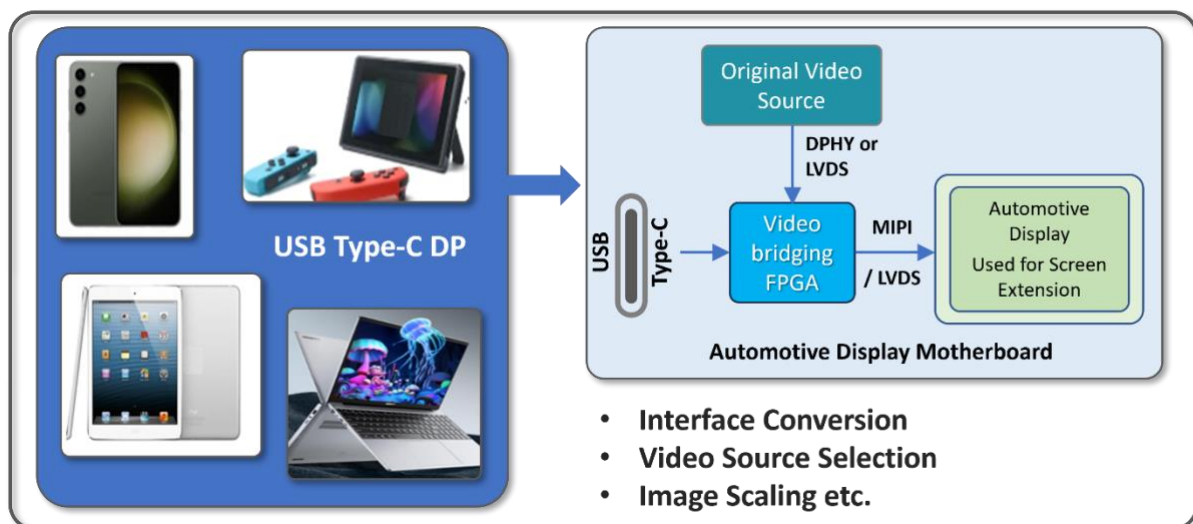 USB Type-C DP
Original Video
Source
DPHY or
LVDS
USB
Type-C
Video
bridging
FPGA
MIPI
/ LVDS
Automotive
Display
Used for Screen
Extension
Automotive Display Motherboard
• Interface Conversion
• Video Source Selection
• Image Scaling etc.